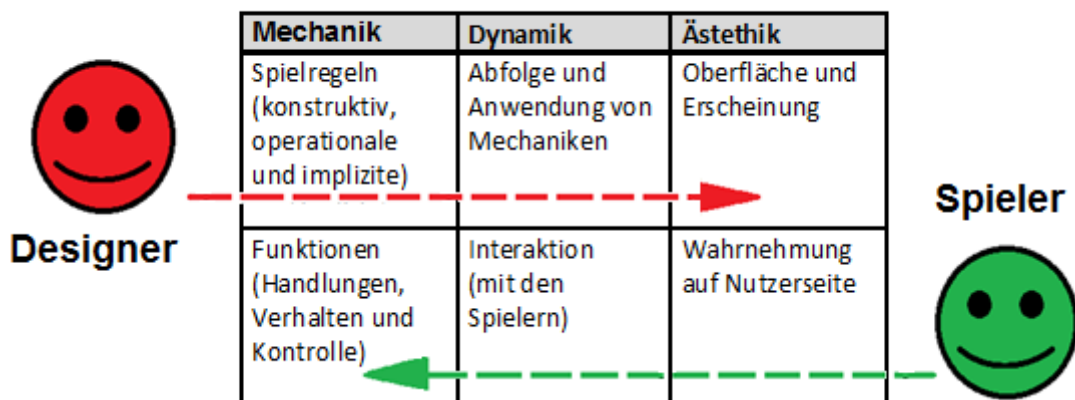 Mechanik
Dynamik
Ästethik
Spielregeln
(konstruktiv,
operationale
und implizite)
Abfolge und
Anwendung von
Mechaniken
Oberfläche und
Erscheinung
Designer
Spieler
Funktionen
(Handlungen,
Verhalten und
Kontrolle)
Interaktion
(mit den
Spielern)
Wahrnehmung
auf Nutzerseite